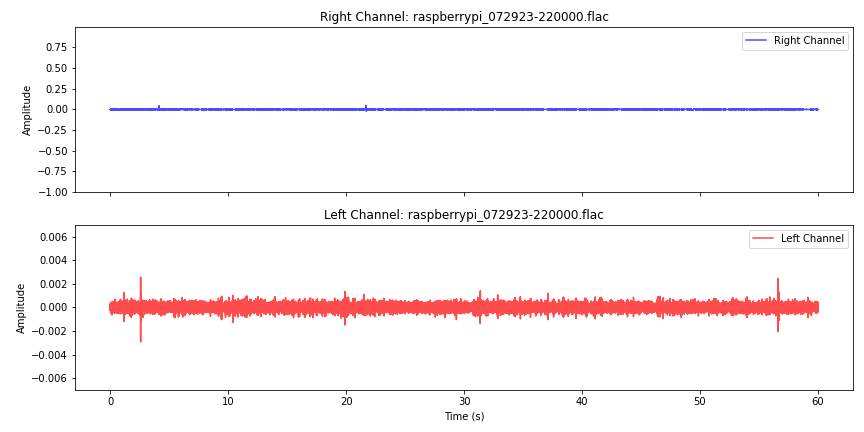 Right Channel: raspberrypi_072923-220000.flac
Right Channel
0.75
0.50
0.25
0.00
−0.25
−0.50
−0.75
−1.00
Amplitude
Left Channel: raspberrypi_072923-220000.flac
Left Channel
0.006
0.004
0.002
0.000
−0.002
−0.004
−0.006
Amplitude
0 10 20 30 40 50 60
Time (s)